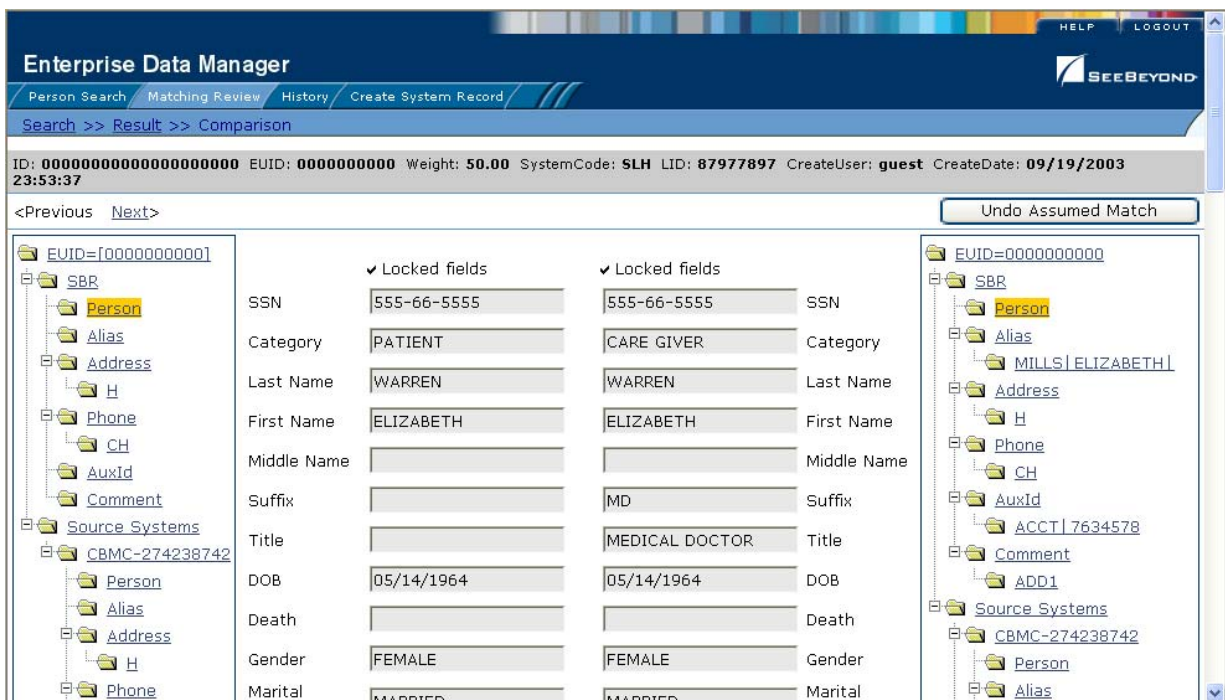 HELP LOGOUT
Enterprise Data Manager
SEEBEYOND
Person Search Matching Review History Create System Record
Search >> Result >> Comparison
ID: 00000000000000000000 EUID: 0000000000 Weight: 50.00 SystemCode: SLH LID: 87977897 CreateUser: guest CreateDate: 09/19/2003
23:53:37
<Previous Next>
Undo Assumed Match
EUID=[0000000000]
SBR
Person
Alias
Address
H
Phone
CH
AuxId
Comment
Source Systems
CBMC-274238742
Person
Alias
Address
H
Phone
Locked fields Locked fields
SSN 555-66-5555 555-66-5555 SSN
Category PATIENT CARE GIVER Category
Last Name WARREN WARREN Last Name
First Name ELIZABETH ELIZABETH First Name
Middle Name Middle Name
Suffix MD Suffix
Title MEDICAL DOCTOR Title
DOB 05/14/1964 05/14/1964 DOB
Death Death
Gender FEMALE FEMALE Gender
Marital MARRIED MARRIED Marital
EUID=0000000000
SBR
Person
Alias
MILLS|ELIZABETH|
Address
H
Phone
CH
AuxId
ACCT|7634578
Comment
ADD1
Source Systems
CBMC-274238742
Person
Alias